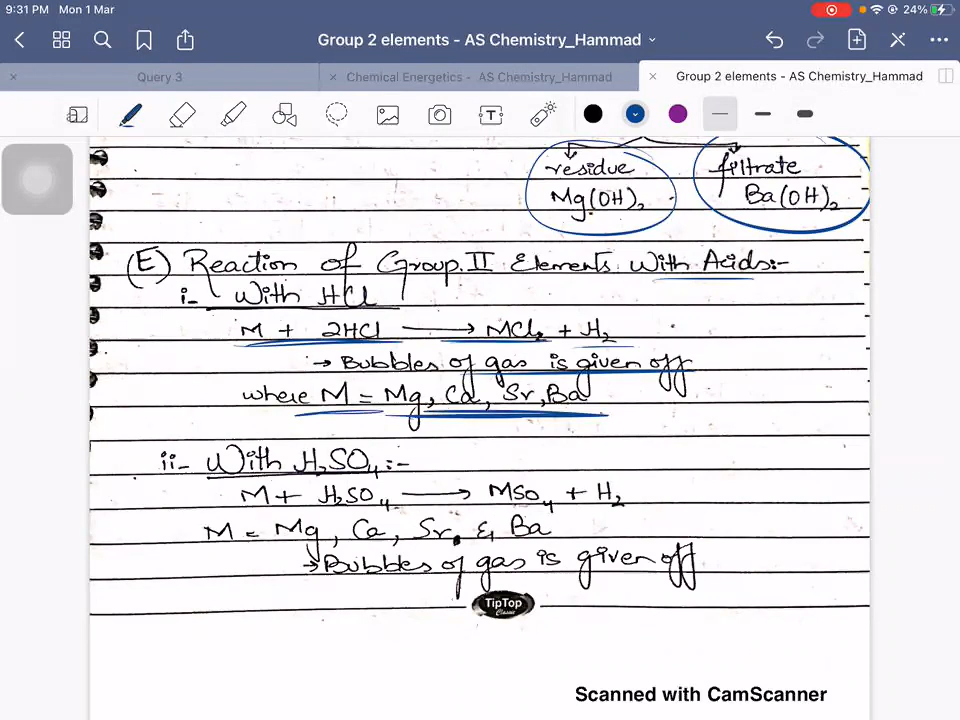 9:31 PM Mon 1 Mar
24%
Group 2 elements - AS Chemistry_Hammad
Query 3
Chemical Energetics - AS Chemistry_Hammad
Group 2 elements - AS Chemistry_Hammad
residue filtrate
Mg(OH)₂ Ba(OH)₂
(E) Reaction of Group.II Elements With Acids:-
i- With HCl
M + 2HCl → MCl₂ + H₂
→ Bubbles of gas is given off
where M = Mg, Ca, Sr, Ba
ii- With H₂SO₄:-
M + H₂SO₄ → MSO₄ + H₂
M = Mg, Ca, Sr, & Ba
→ Bubbles of gas is given off
TipTop
Classic
Scanned with CamScanner